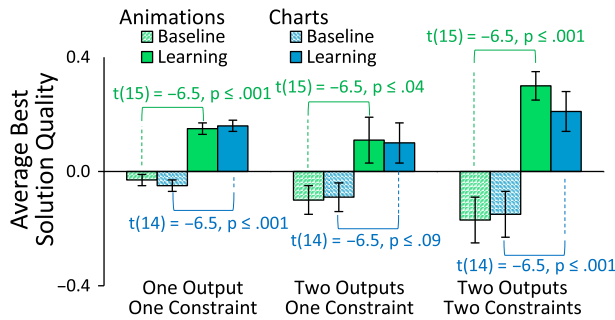 Animations
Charts
Baseline
Baseline
Learning
Learning
Average Best
Solution Quality
0.4
0.0
−0.4
t(15) = −6.5, p ≤ .001
t(15) = −6.5, p ≤ .04
t(15) = −6.5, p ≤ .001
t(14) = −6.5, p ≤ .001
t(14) = −6.5, p ≤ .09
t(14) = −6.5, p ≤ .001
One Output
One Constraint
Two Outputs
One Constraint
Two Outputs
Two Constraints